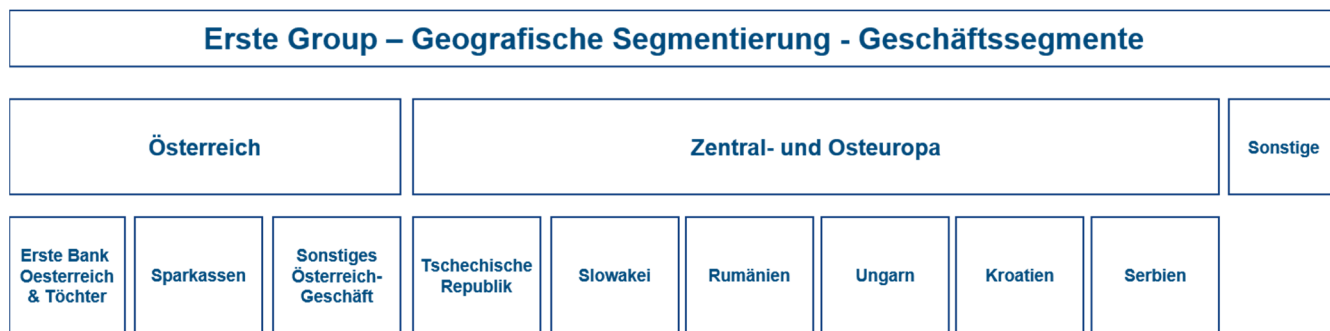 Erste Group – Geografische Segmentierung - Geschäftssegmente
Österreich
Zentral- und Osteuropa
Sonstige
Erste Bank
Oesterreich
& Töchter
Sparkassen
Sonstiges
Österreich-
Geschäft
Tschechische
Republik
Slowakei
Rumänien
Ungarn
Kroatien
Serbien